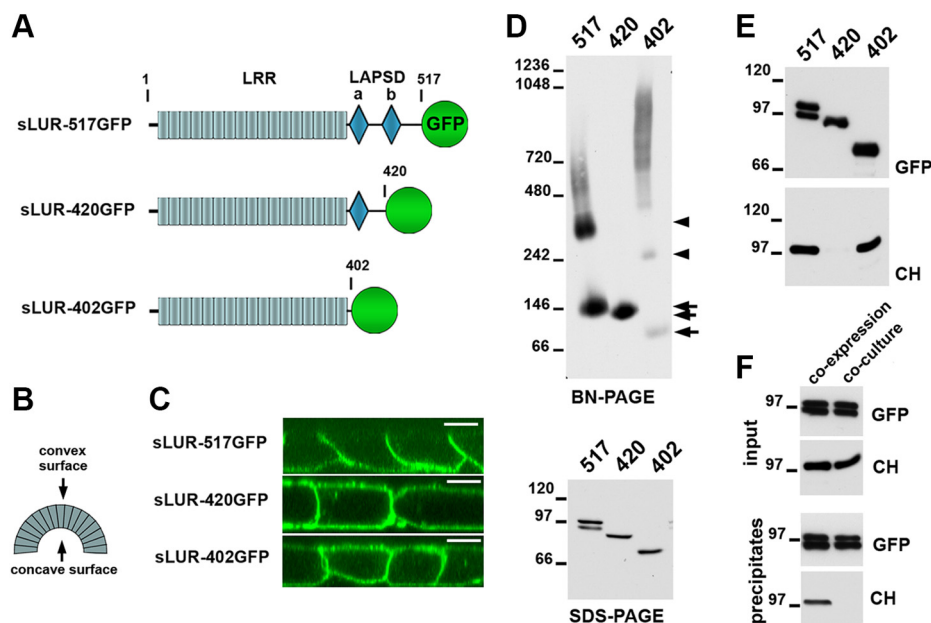 A
1
LRR
LAPSD
a
b
517
sLUR-517GFP
GFP
420
sLUR-420GFP
402
sLUR-402GFP
B
convex
surface
concave surface
C
sLUR-517GFP
sLUR-420GFP
sLUR-402GFP
D
517 420 402
1236
1048
720
480
242
146
66
BN-PAGE
517 420 402
120
97
66
SDS-PAGE
E
517 420 402
120
97
66
GFP
120
97
CH
F
co-expression
co-culture
input
97
GFP
97
CH
precipitates
GFP
97
CH